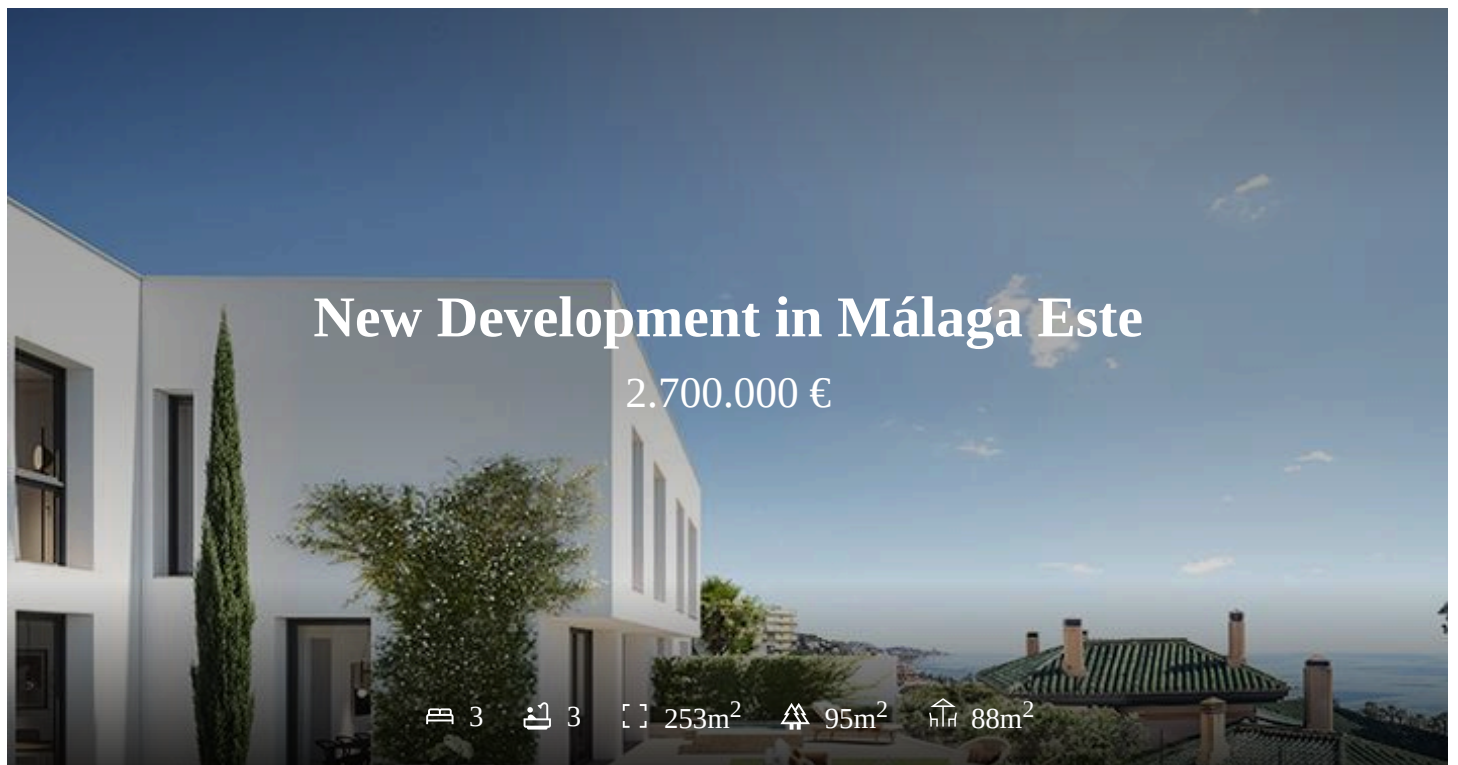 New Development in Málaga Este
2.700.000 €
3 3 253m² 95m² 88m²